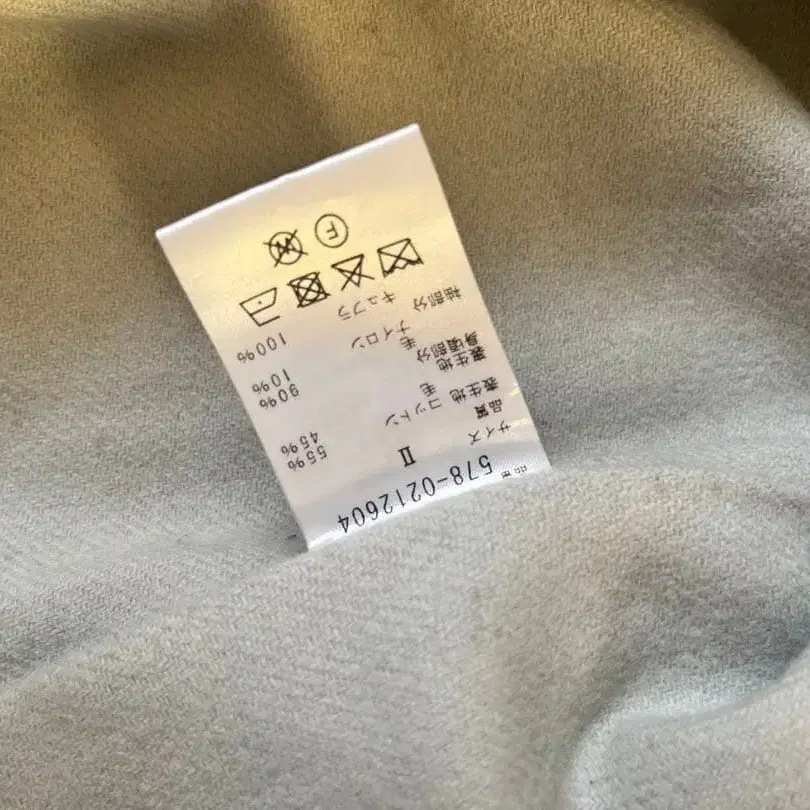 578-0212604
サイズ Ⅱ
品質
表生地 コットン 55%
毛 45%
裏生地
身頃部分 毛 90%
ナイロン 10%
袖部分 キュプラ 100%
F W